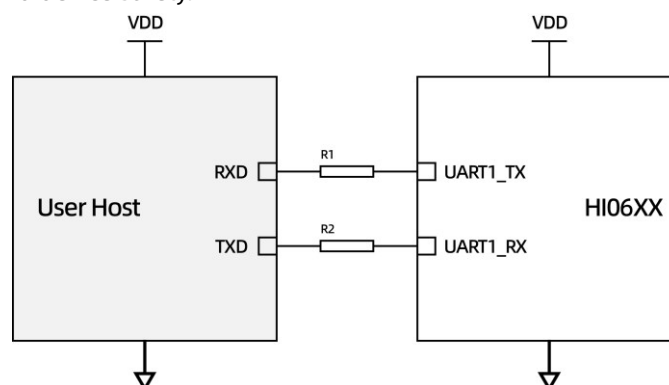 VDD
VDD
R1
RXD
UART1_TX
User Host
HI06XX
R2
TXD
UART1_RX